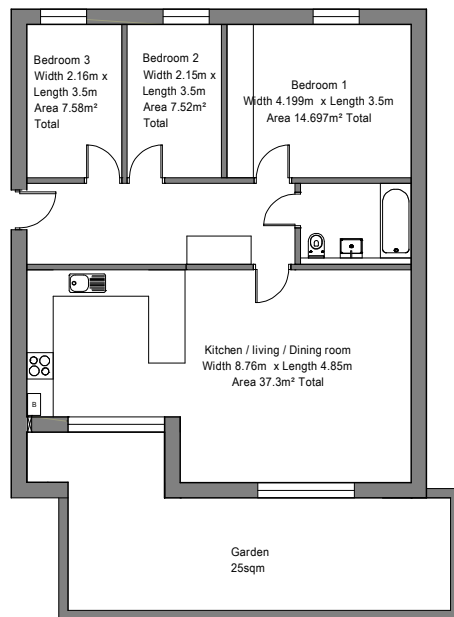 Bedroom 3
Width 2.16m x
Length 3.5m
Area 7.58m²
Total
Bedroom 2
Width 2.15m x
Length 3.5m
Area 7.52m²
Total
Bedroom 1
Width 4.199m x Length 3.5m
Area 14.697m² Total
Kitchen / living / Dining room
Width 8.76m x Length 4.85m
Area 37.3m² Total
B
Garden
25sqm